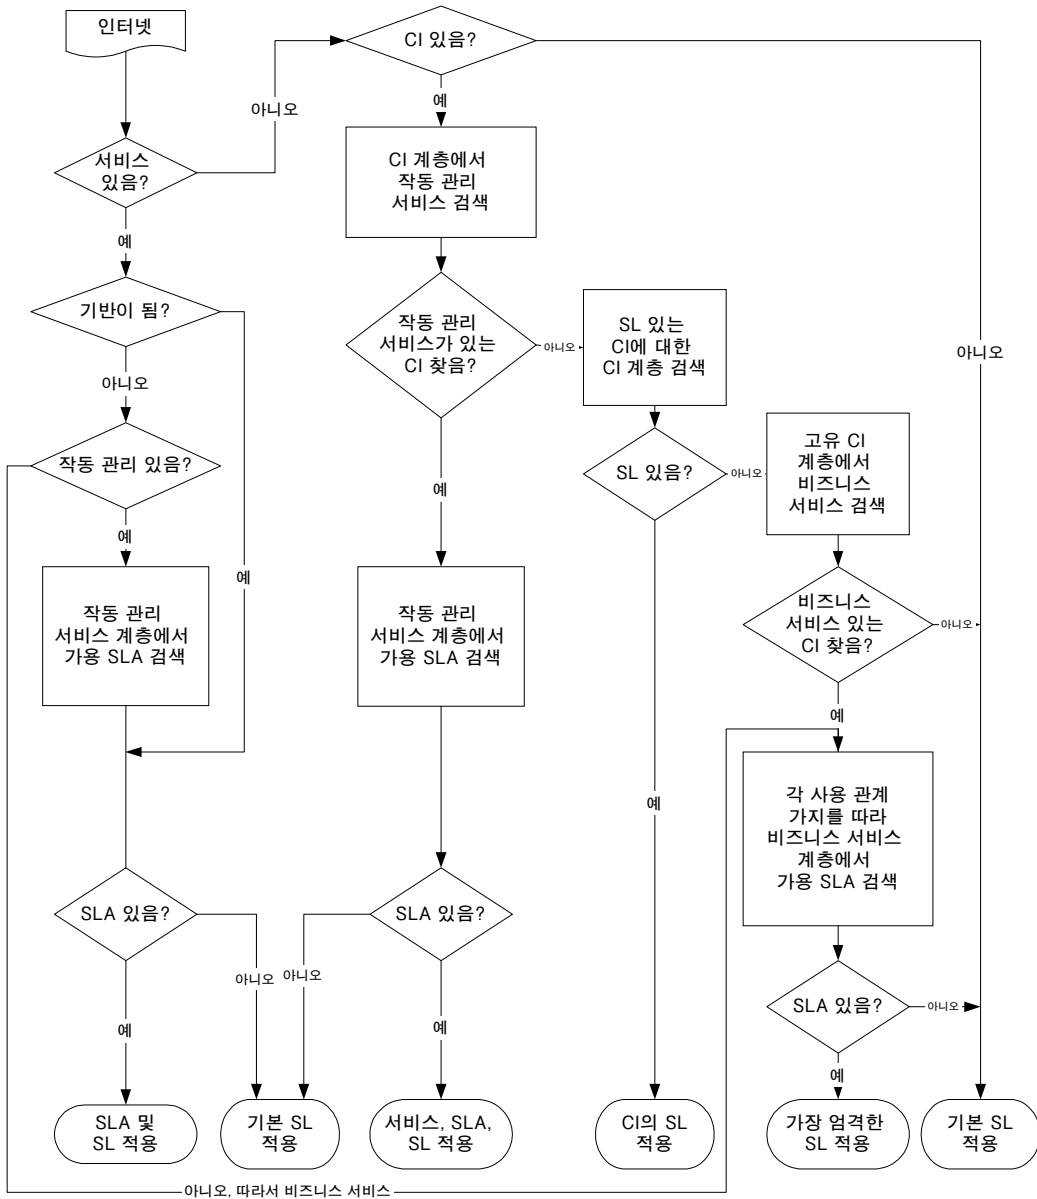 인터넷
CI 있음?
아니오
예
서비스
있음?
CI 계층에서
작동 관리
서비스 검색
예
기반이 됨?
작동 관리
서비스가 있는
CI 찾음?
아니오
SL 있는
CI에 대한
CI 계층 검색
아니오
아니오
작동 관리 있음?
예
SL 있음?
아니오
고유 CI
계층에서
비즈니스
서비스 검색
예
예
작동 관리
서비스 계층에서
가용 SLA 검색
작동 관리
서비스 계층에서
가용 SLA 검색
비즈니스
서비스 있는
CI 찾음?
아니오
예
예
각 사용 관계
가지를 따라
비즈니스 서비스
계층에서
가용 SLA 검색
SLA 있음?
SLA 있음?
아니오
아니오
SLA 있음?
아니오
예
예
예
SLA 및
SL 적용
기본 SL
적용
서비스, SLA,
SL 적용
CI의 SL
적용
가장 엄격한
SL 적용
기본 SL
적용
아니오, 따라서 비즈니스 서비스